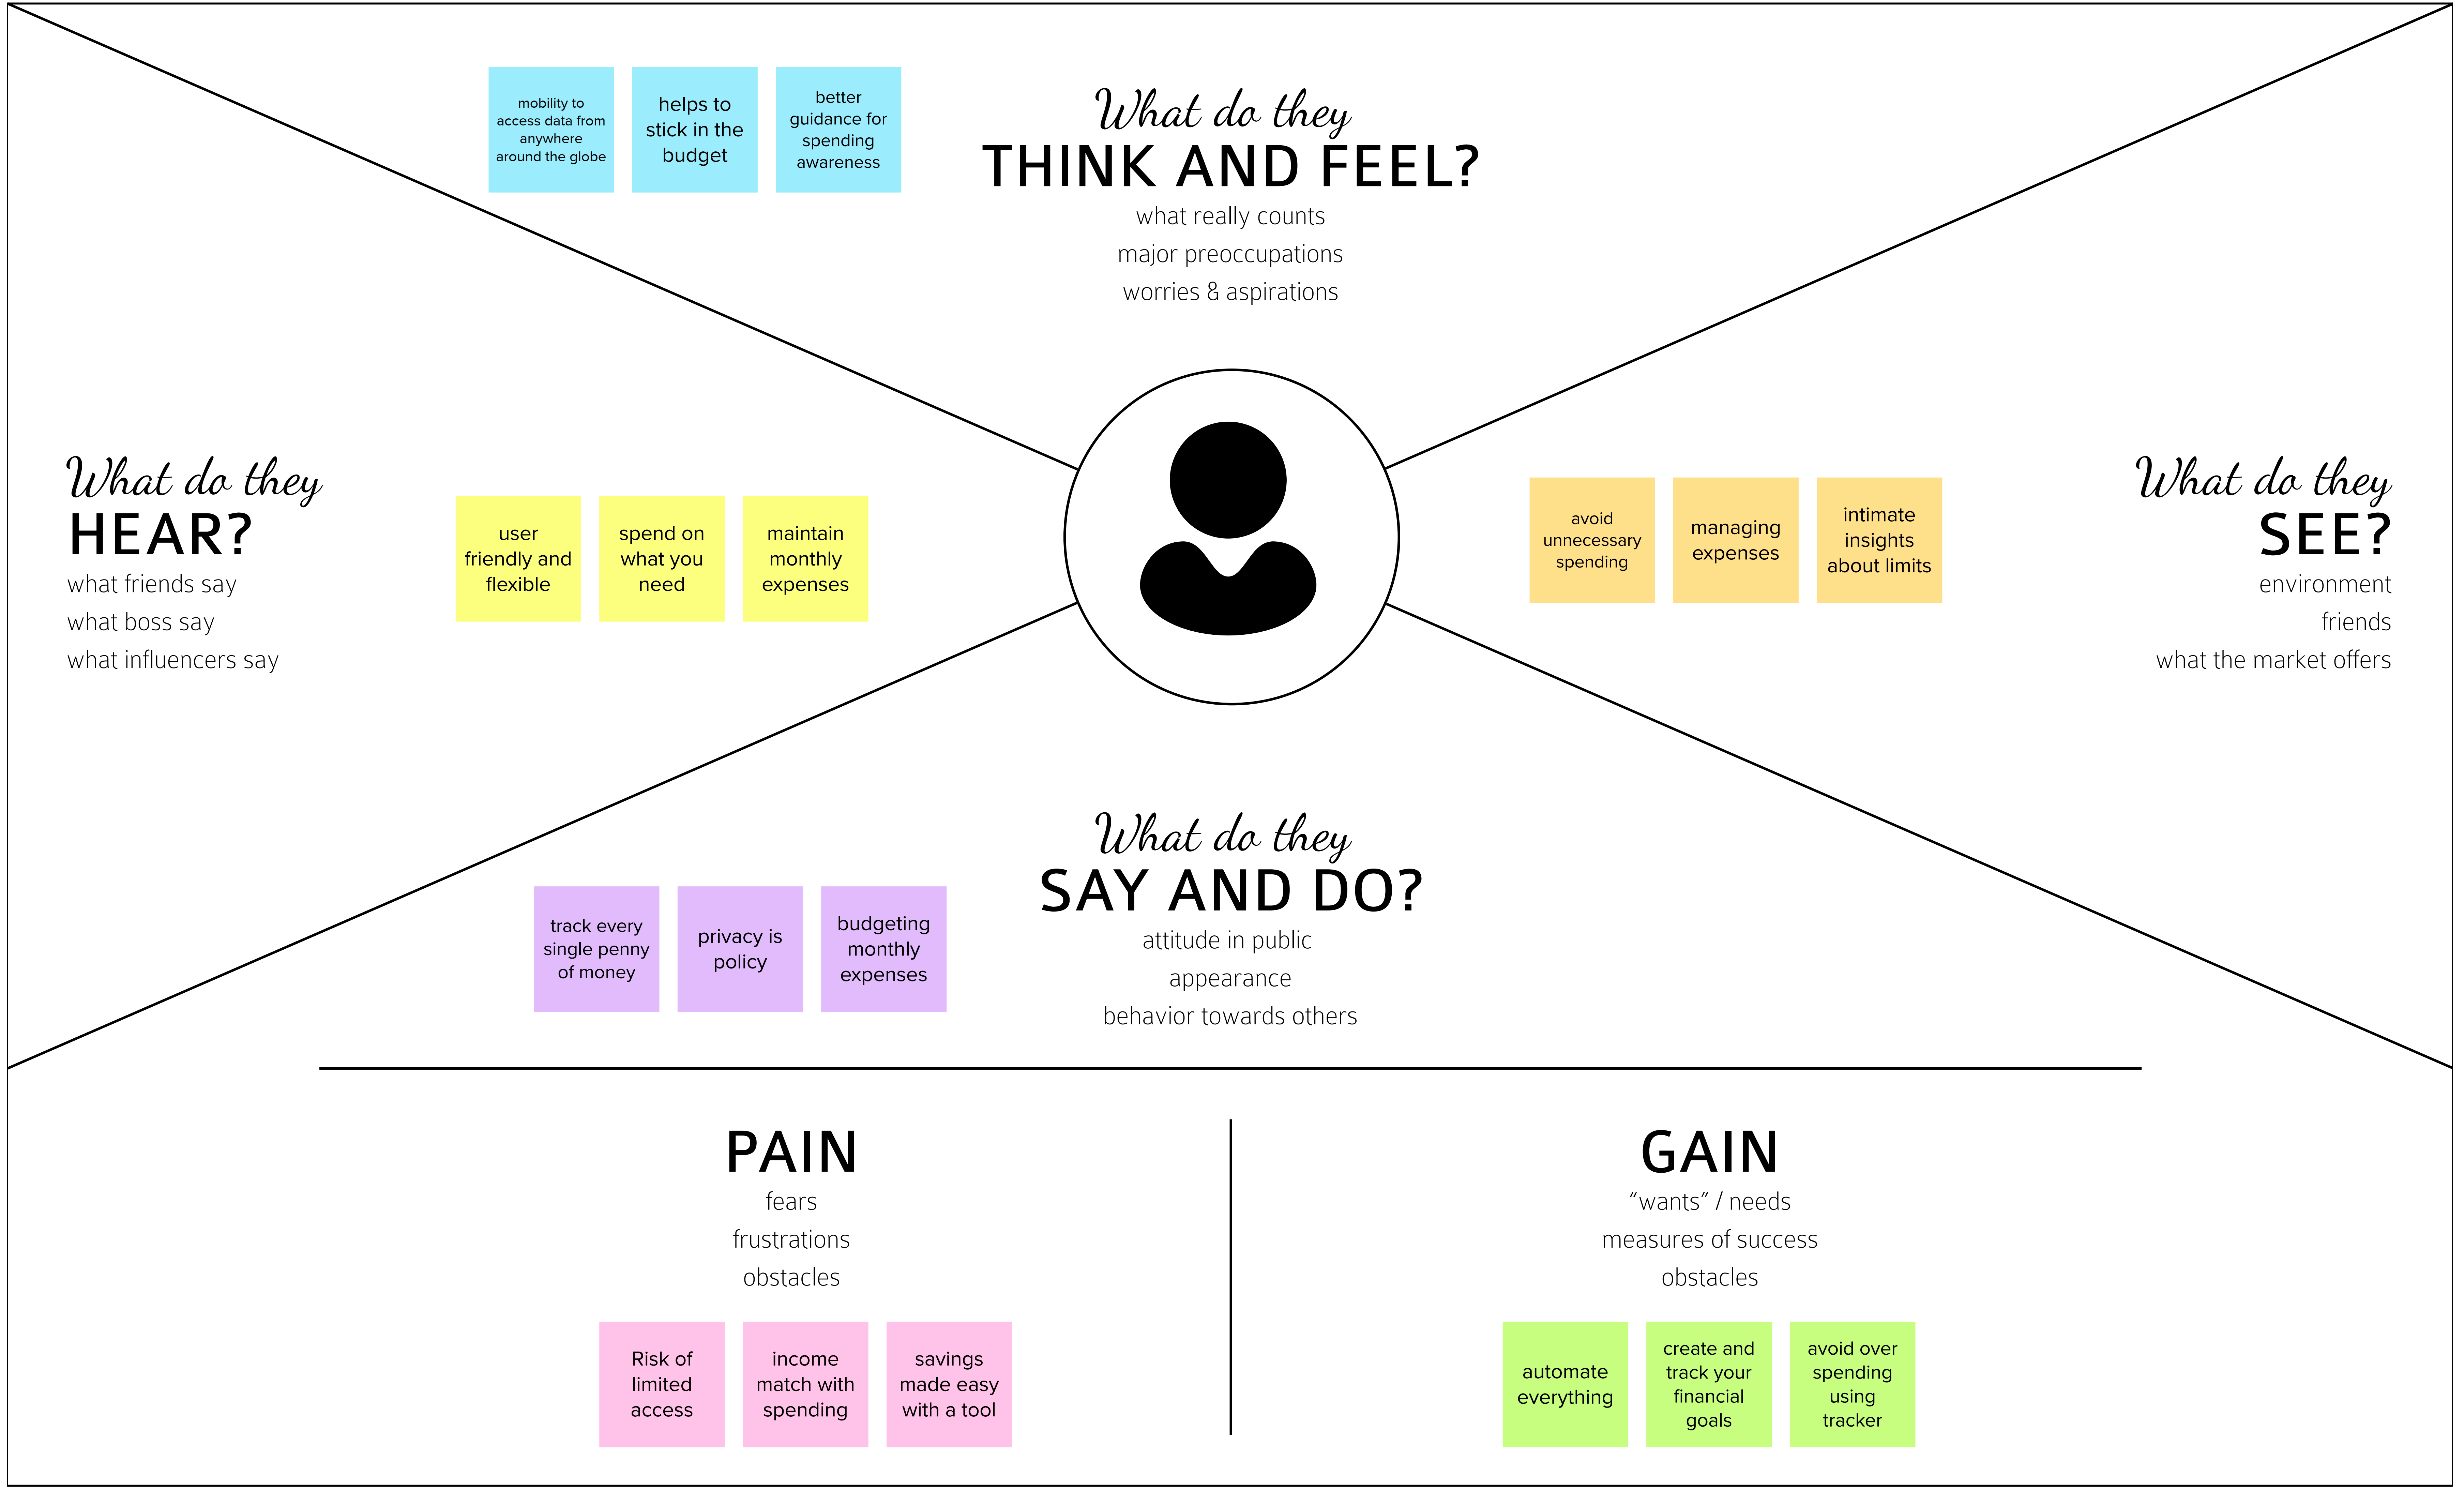 mobility to
access data from
anywhere
around the globe
helps to
stick in the
budget
better
guidance for
spending
awareness
What do they
THINK AND FEEL?
what really counts
major preoccupations
worries & aspirations
What do they
HEAR?
what friends say
what boss say
what influencers say
user
friendly and
flexible
spend on
what you
need
maintain
monthly
expenses
avoid
unnecessary
spending
managing
expenses
intimate
insights
about limits
What do they
SEE?
environment
friends
what the market offers
What do they
SAY AND DO?
attitude in public
appearance
behavior towards others
track every
single penny
of money
privacy is
policy
budgeting
monthly
expenses
PAIN
fears
frustrations
obstacles
Risk of
limited
access
income
match with
spending
savings
made easy
with a tool
GAIN
“wants” / needs
measures of success
obstacles
automate
everything
create and
track your
financial
goals
avoid over
spending
using
tracker